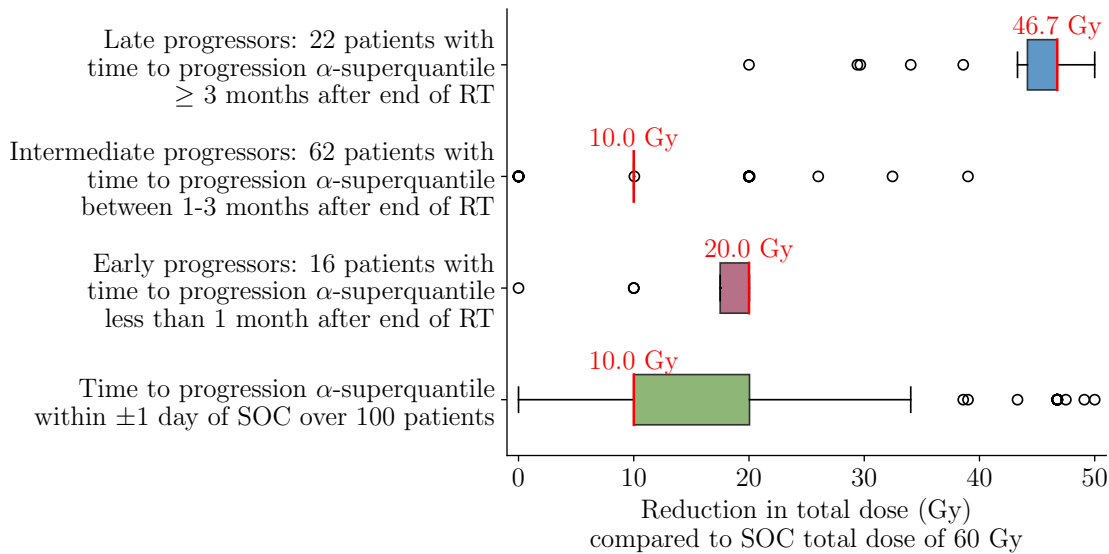 Late progressors: 22 patients with
time to progression α-superquantile
≥ 3 months after end of RT
46.7 Gy
Intermediate progressors: 62 patients with
time to progression α-superquantile
between 1-3 months after end of RT
10.0 Gy
Early progressors: 16 patients with
time to progression α-superquantile
less than 1 month after end of RT
20.0 Gy
Time to progression α-superquantile
within ±1 day of SOC over 100 patients
10.0 Gy
0 10 20 30 40 50
Reduction in total dose (Gy)
compared to SOC total dose of 60 Gy